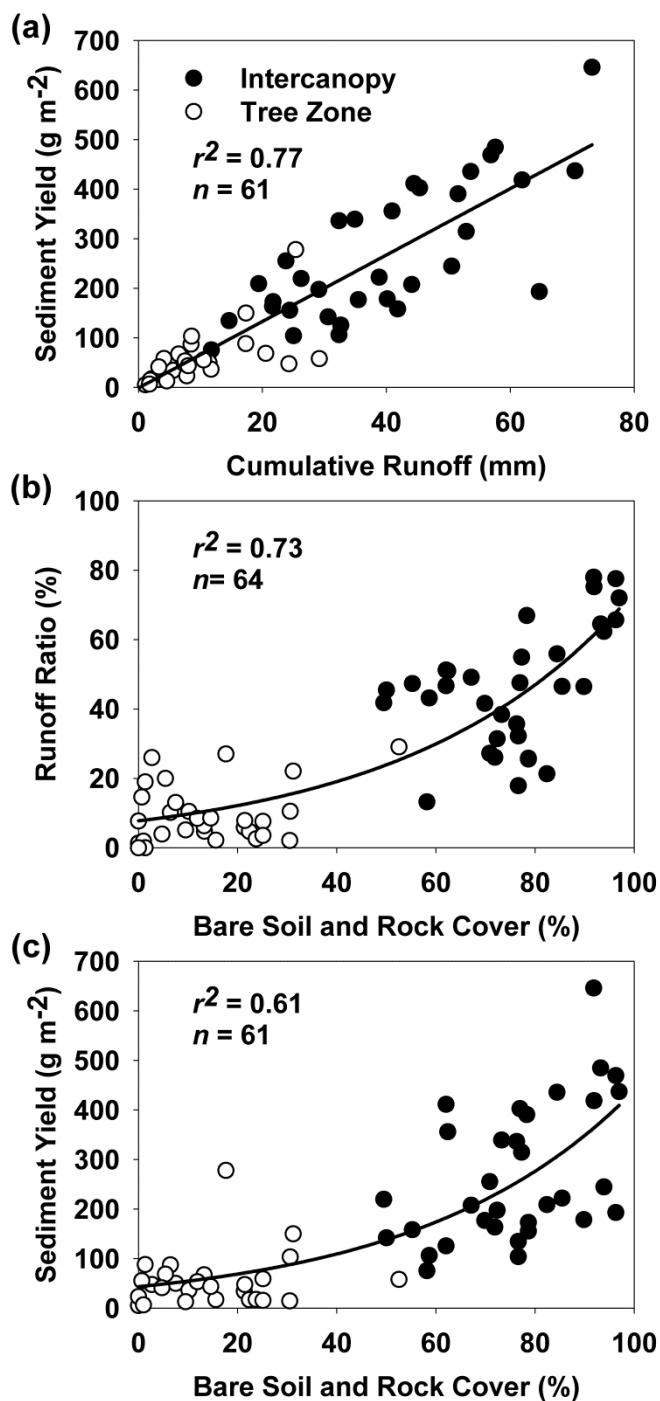 (a)
700
600
500
400
300
200
100
0
Sediment Yield (g m-2)
Intercanopy
Tree Zone
r2 = 0.77
n = 61
0 20 40 60 80
Cumulative Runoff (mm)
(b)
100
80
60
40
20
0
Runoff Ratio (%)
r2 = 0.73
n= 64
0 20 40 60 80 100
Bare Soil and Rock Cover (%)
(c)
700
600
500
400
300
200
100
0
Sediment Yield (g m-2)
r2 = 0.61
n = 61
0 20 40 60 80 100
Bare Soil and Rock Cover (%)